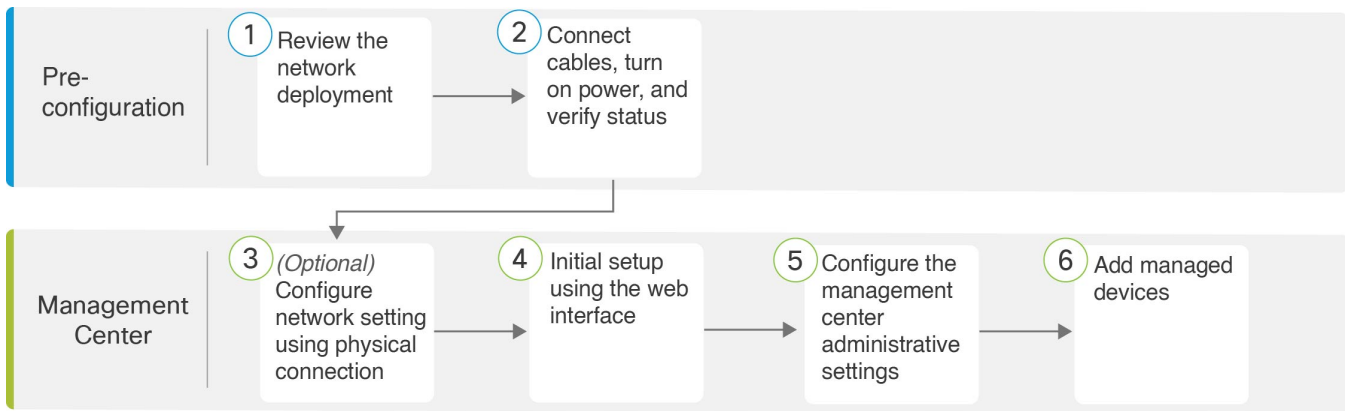 Pre-
configuration
1
Review the
network
deployment
2
Connect
cables, turn
on power, and
verify status
Management
Center
3
(Optional)
Configure
network setting
using physical
connection
4
Initial setup
using the web
interface
5
Configure the
management
center
administrative
settings
6
Add managed
devices